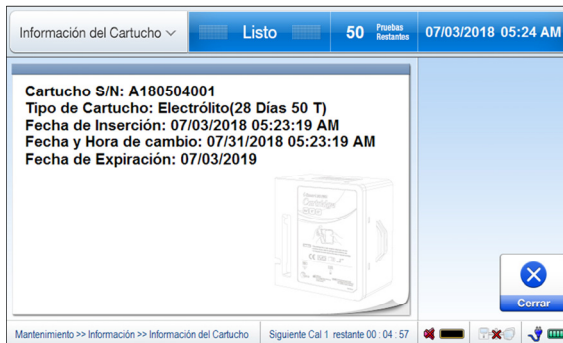 Información del Cartucho
Listo
50 Pruebas Restantes
07/03/2018 05:24 AM
Cartucho S/N: A180504001
Tipo de Cartucho: Electrólito(28 Días 50 T)
Fecha de Inserción: 07/03/2018 05:23:19 AM
Fecha y Hora de cambio: 07/31/2018 05:23:19 AM
Fecha de Expiración: 07/03/2019
Cartridge
Cerrar
Mantenimiento >> Información >> Información del Cartucho
Siguiente Cal 1 restante 00 : 04 : 57